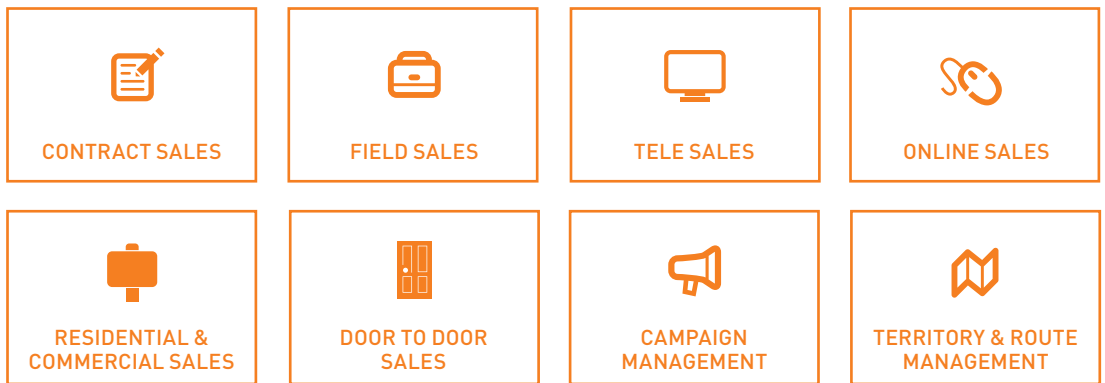 CONTRACT SALES
FIELD SALES
TELE SALES
ONLINE SALES
RESIDENTIAL &
COMMERCIAL SALES
DOOR TO DOOR
SALES
CAMPAIGN
MANAGEMENT
TERRITORY & ROUTE
MANAGEMENT